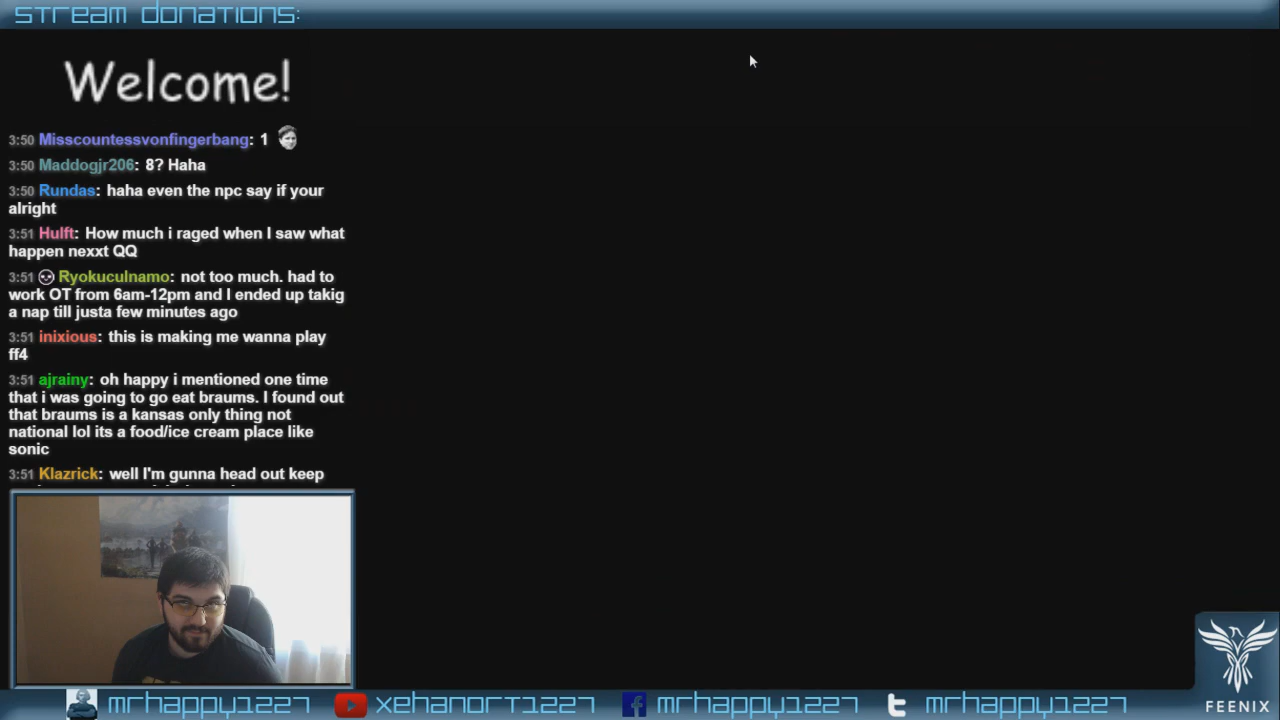 STREAM DONATIONS:
Welcome!
3:50 Misscountessvonfingerbang: 1
3:50 Maddogjr206: 8? Haha
3:50 Rundas: haha even the npc say if your
alright
3:51 Hulft: How much i raged when I saw what
happen nexxt QQ
3:51 Ryokuculnamo: not too much. had to
work OT from 6am-12pm and I ended up takig
a nap till justa few minutes ago
3:51 inixious: this is making me wanna play
ff4
3:51 ajrainy: oh happy i mentioned one time
that i was going to go eat braums. I found out
that braums is a kansas only thing not
national lol its a food/ice cream place like
sonic
3:51 Klazrick: well I'm gunna head out keep
FEENIX
mrhappy1227 xehanort1227 mrhappy1227 mrhappy1227